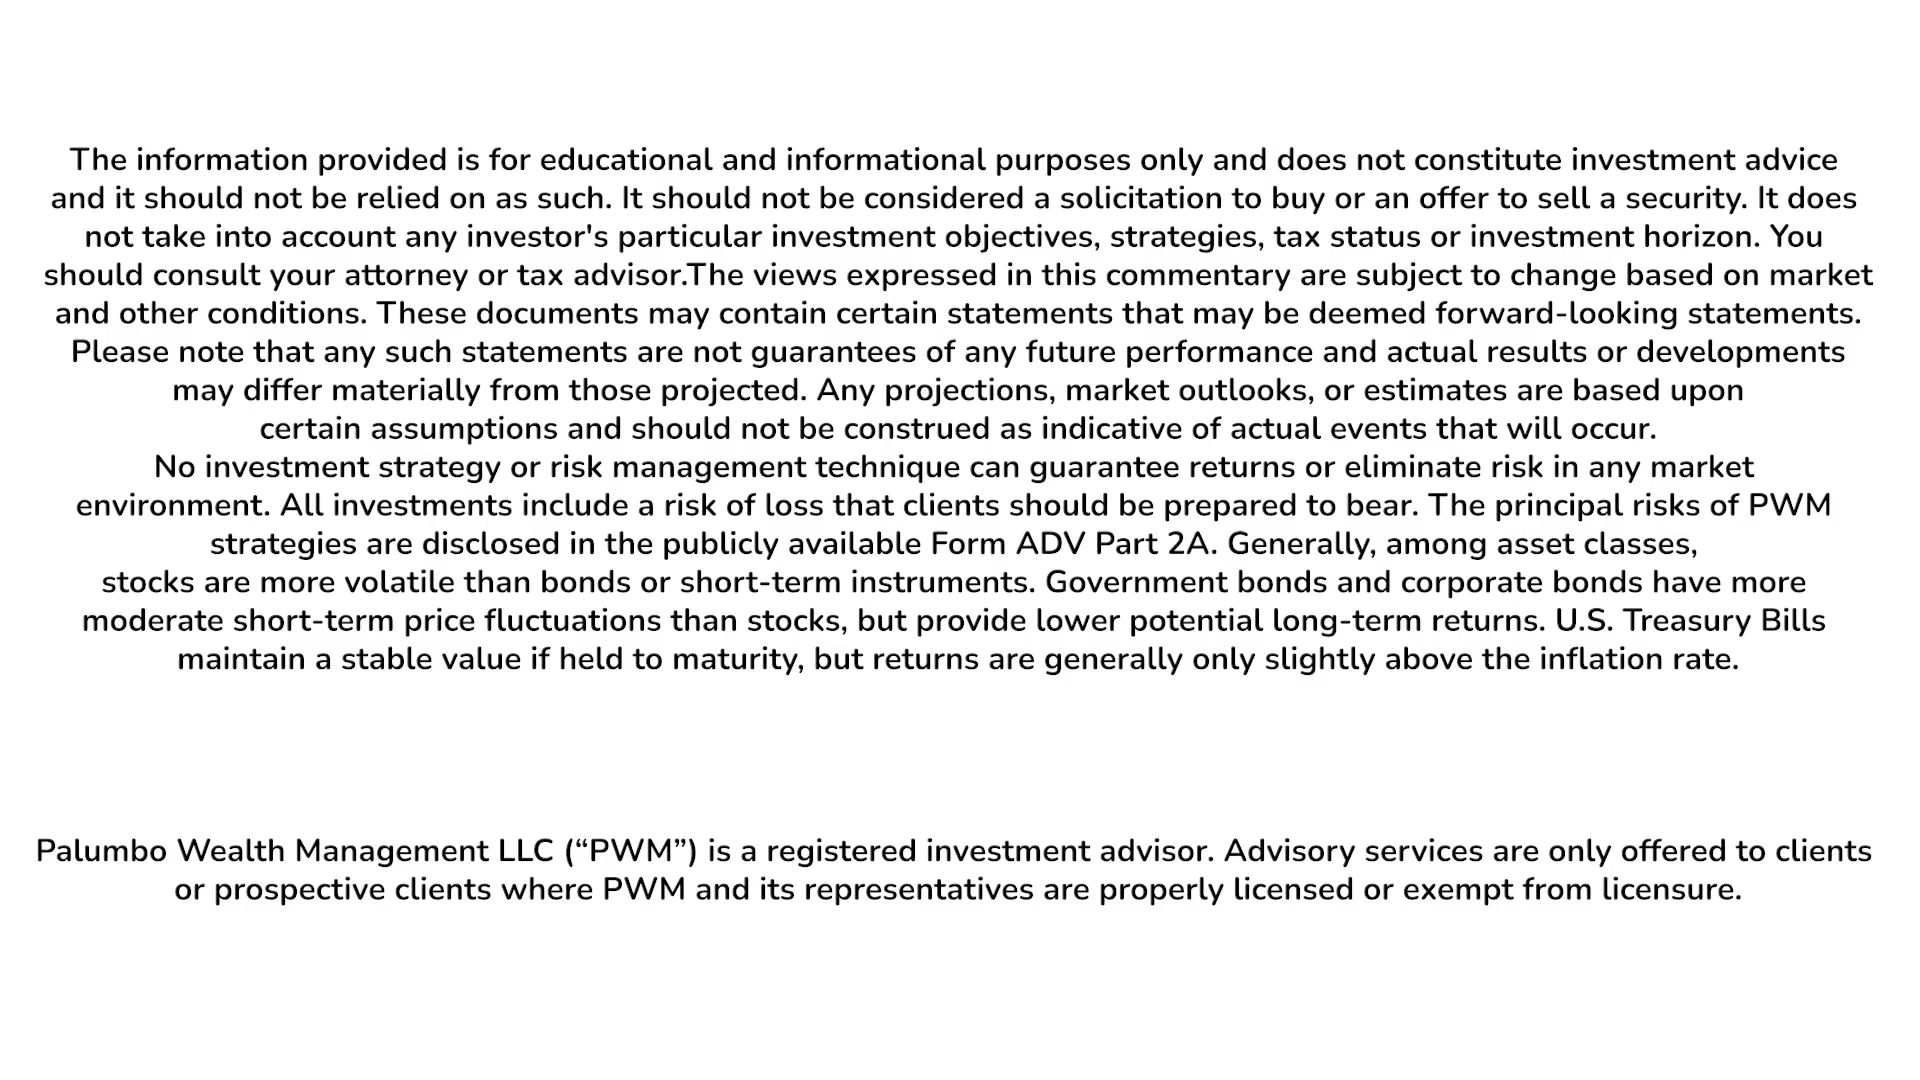 The information provided is for educational and informational purposes only and does not constitute investment advice
and it should not be relied on as such. It should not be considered a solicitation to buy or an offer to sell a security. It does
not take into account any investor's particular investment objectives, strategies, tax status or investment horizon. You
should consult your attorney or tax advisor.The views expressed in this commentary are subject to change based on market
and other conditions. These documents may contain certain statements that may be deemed forward-looking statements.
Please note that any such statements are not guarantees of any future performance and actual results or developments
may differ materially from those projected. Any projections, market outlooks, or estimates are based upon
certain assumptions and should not be construed as indicative of actual events that will occur.
No investment strategy or risk management technique can guarantee returns or eliminate risk in any market
environment. All investments include a risk of loss that clients should be prepared to bear. The principal risks of PWM
strategies are disclosed in the publicly available Form ADV Part 2A. Generally, among asset classes,
stocks are more volatile than bonds or short-term instruments. Government bonds and corporate bonds have more
moderate short-term price fluctuations than stocks, but provide lower potential long-term returns. U.S. Treasury Bills
maintain a stable value if held to maturity, but returns are generally only slightly above the inflation rate.
Palumbo Wealth Management LLC (“PWM”) is a registered investment advisor. Advisory services are only offered to clients
or prospective clients where PWM and its representatives are properly licensed or exempt from licensure.